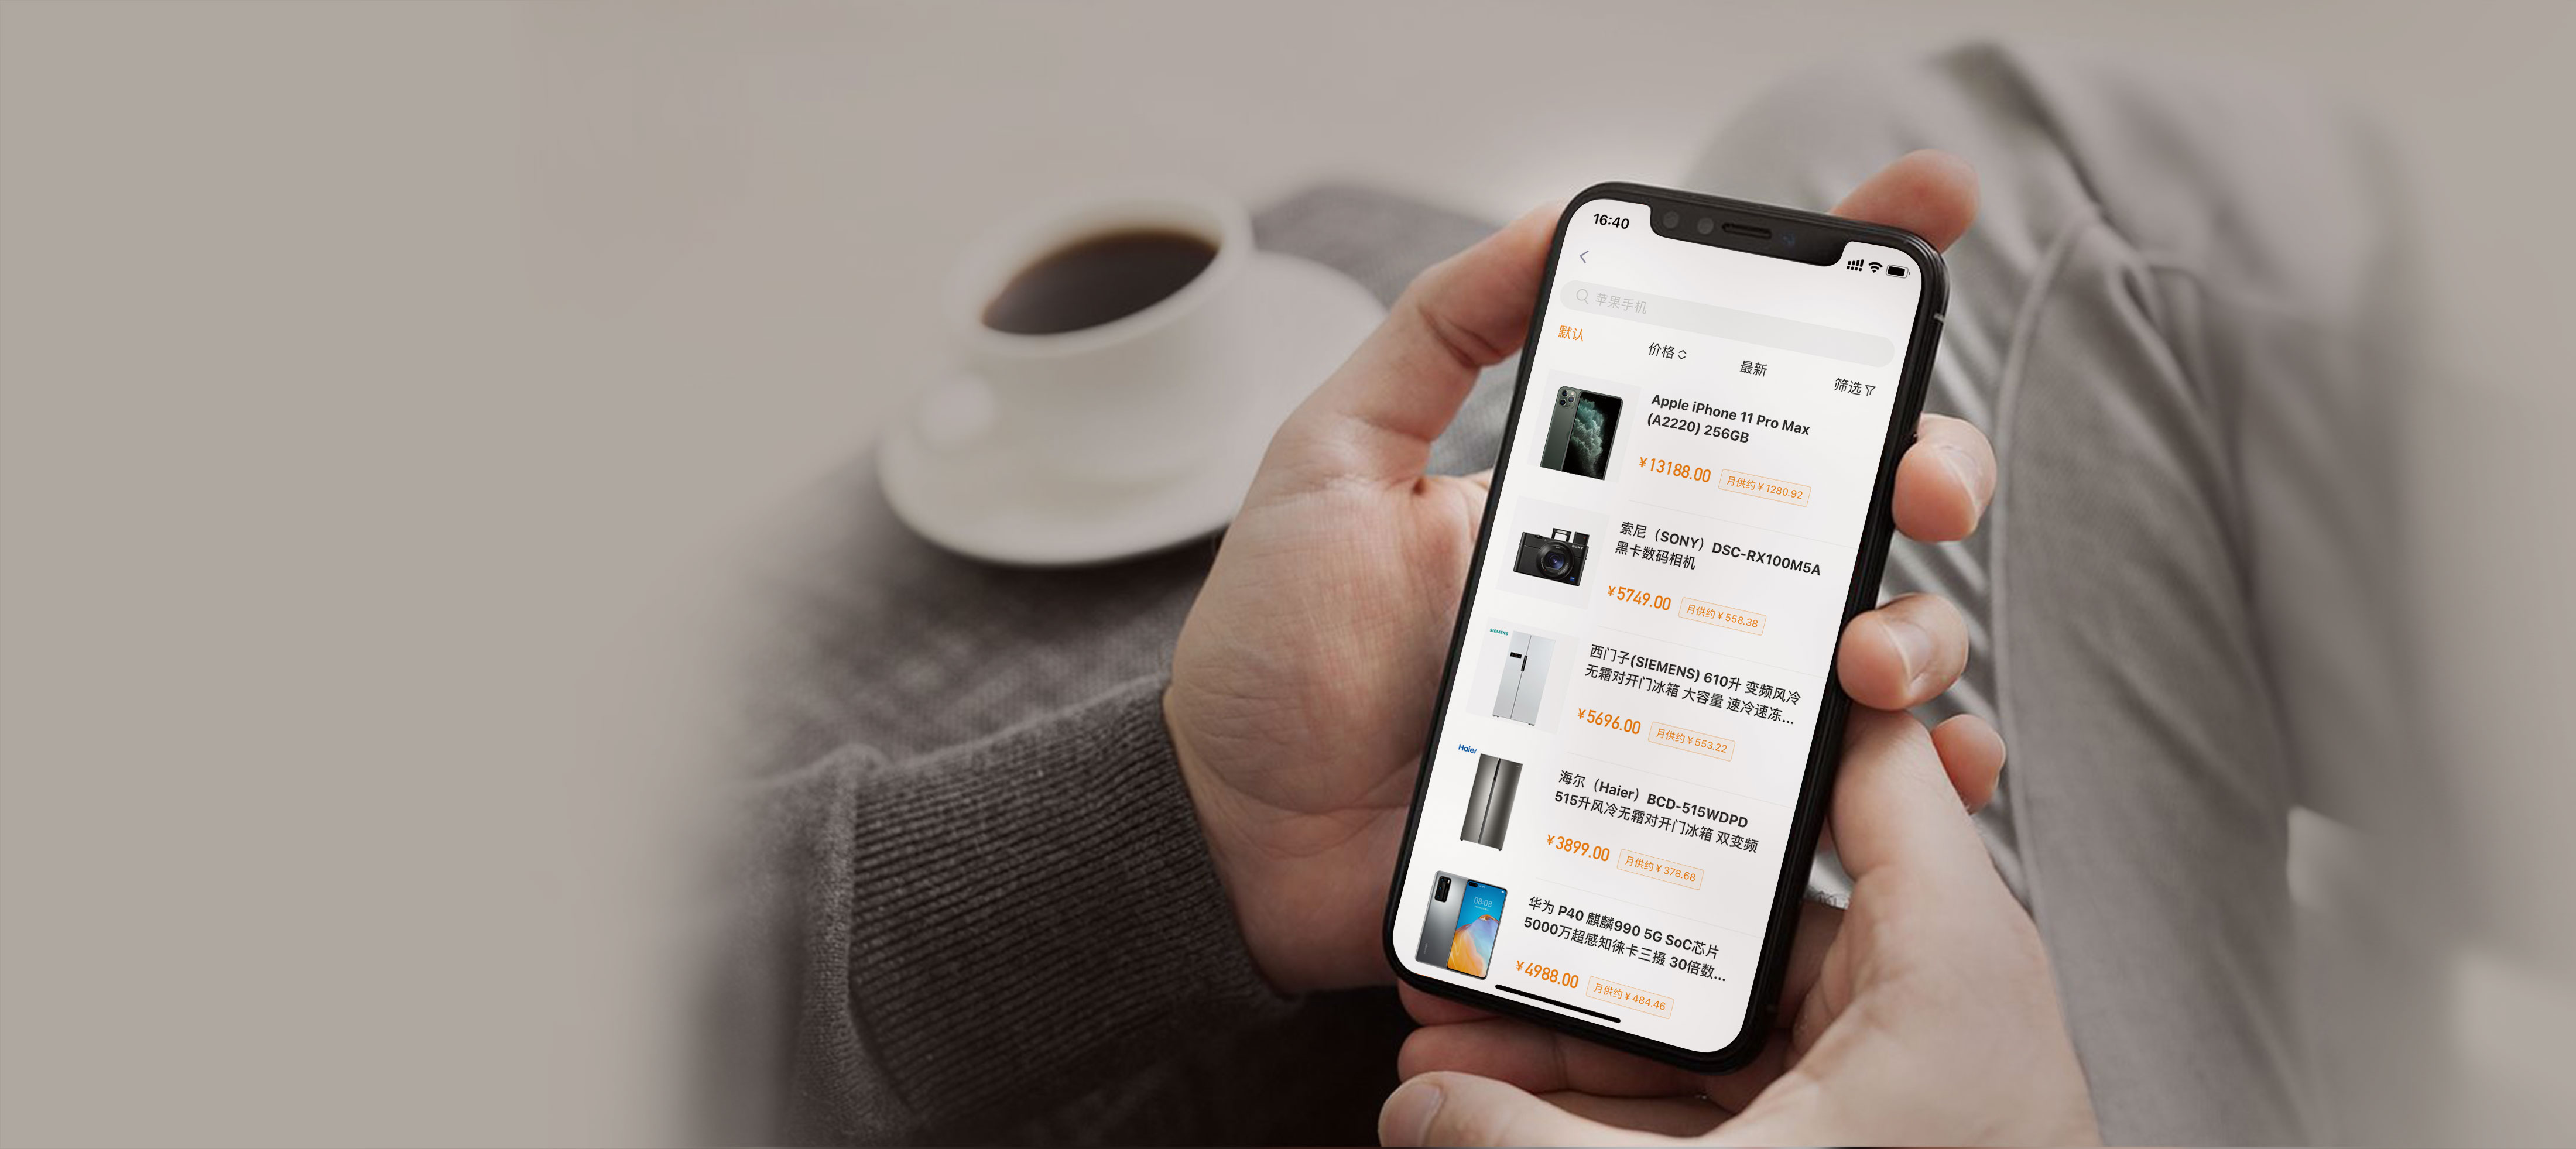 16:40
苹果手机
默认
价格
最新
筛选
Apple iPhone 11 Pro Max
(A2220) 256GB
¥13188.00 月供约¥1280.92
索尼（SONY）DSC-RX100M5A
黑卡数码相机
¥5749.00 月供约¥558.38
SIEMENS
西门子(SIEMENS) 610升 变频风冷
无霜对开门冰箱 大容量 速冷速冻...
¥5696.00 月供约¥553.22
Haier
海尔（Haier）BCD-515WDPD
515升风冷无霜对开门冰箱 双变频
¥3899.00 月供约¥378.68
08:08
华为 P40 麒麟990 5G SoC芯片
5000万超感知徕卡三摄 30倍数...
¥4988.00 月供约¥484.46